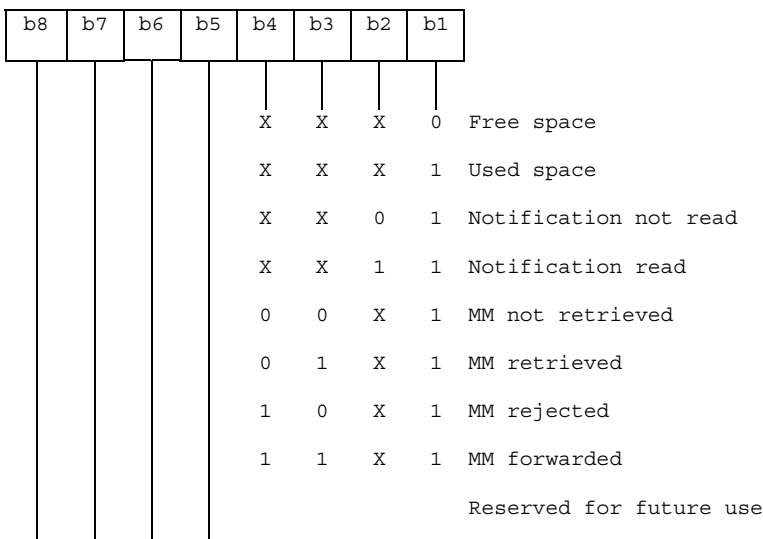 b8 b7 b6 b5 b4 b3 b2 b1
X X X 0 Free space
X X X 1 Used space
X X 0 1 Notification not read
X X 1 1 Notification read
0 0 X 1 MM not retrieved
0 1 X 1 MM retrieved
1 0 X 1 MM rejected
1 1 X 1 MM forwarded
Reserved for future use